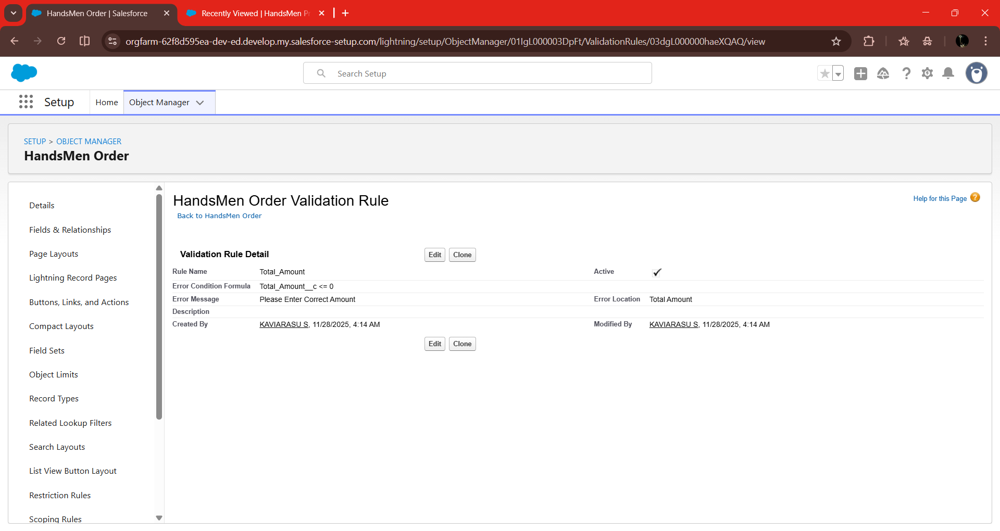 HandsMen Order | Salesforce
Recently Viewed | HandsMen Pr
orgfarm-62f8d595ea-dev-ed.develop.my.salesforce-setup.com/lightning/setup/ObjectManager/01IgL000003DpFt/ValidationRules/03dgL000000haeXQAQ/view
Search Setup
Setup
Home
Object Manager
SETUP > OBJECT MANAGER
HandsMen Order
Details
Fields & Relationships
Page Layouts
Lightning Record Pages
Buttons, Links, and Actions
Compact Layouts
Field Sets
Object Limits
Record Types
Related Lookup Filters
Search Layouts
List View Button Layout
Restriction Rules
Scoping Rules
HandsMen Order Validation Rule
Help for this Page ?
Back to HandsMen Order
Validation Rule Detail
Edit Clone
Rule Name Total_Amount Active
Error Condition Formula Total_Amount__c <= 0
Error Message Please Enter Correct Amount Error Location Total Amount
Description
Created By KAVIARASU S, 11/28/2025, 4:14 AM Modified By KAVIARASU S, 11/28/2025, 4:14 AM
Edit Clone